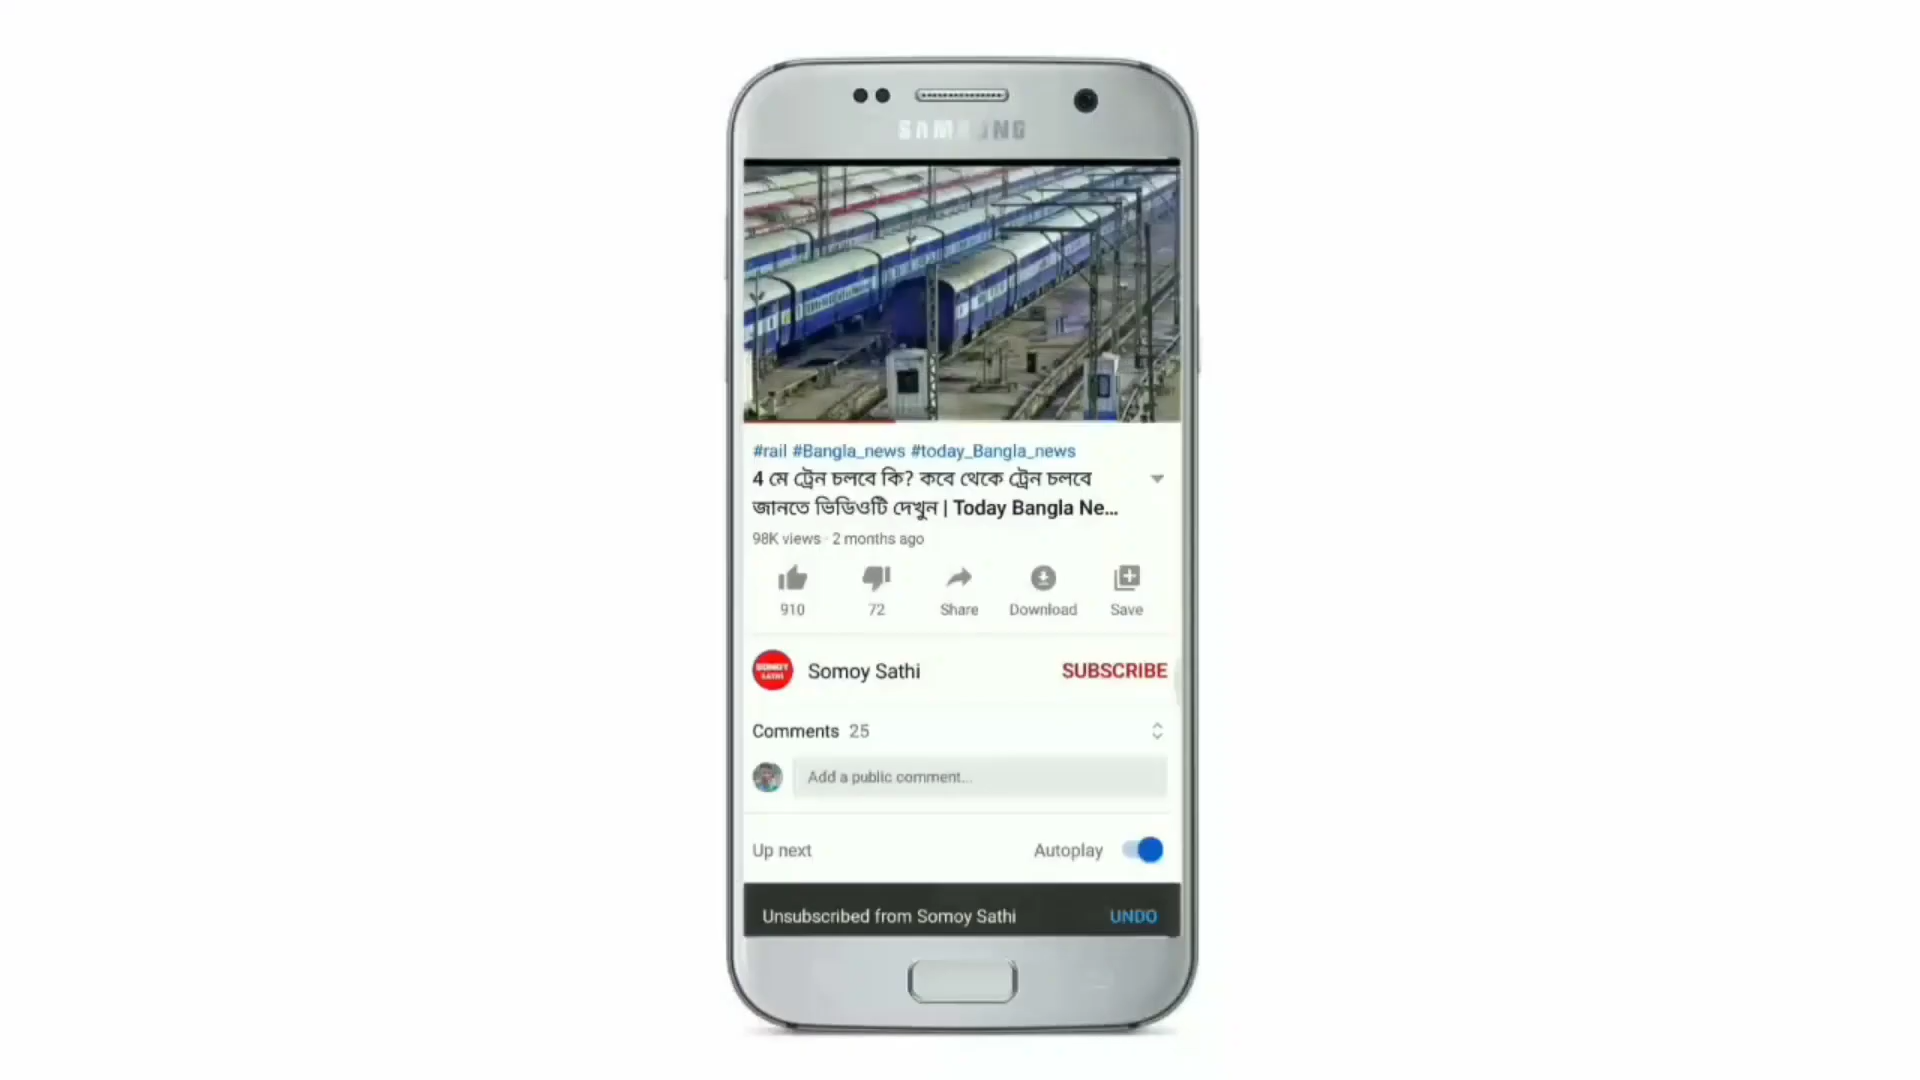 SAMSUNG
#rail #Bangla_news #today_Bangla_news
4 মে ট্রেন চলবে কি? কবে থেকে ট্রেন চলবে
জানতে ভিডিওটি দেখুন | Today Bangla Ne...
98K views · 2 months ago
910 72 Share Download Save
SOMOY
SATHI
Somoy Sathi SUBSCRIBE
Comments 25
Add a public comment...
Up next Autoplay
Unsubscribed from Somoy Sathi UNDO